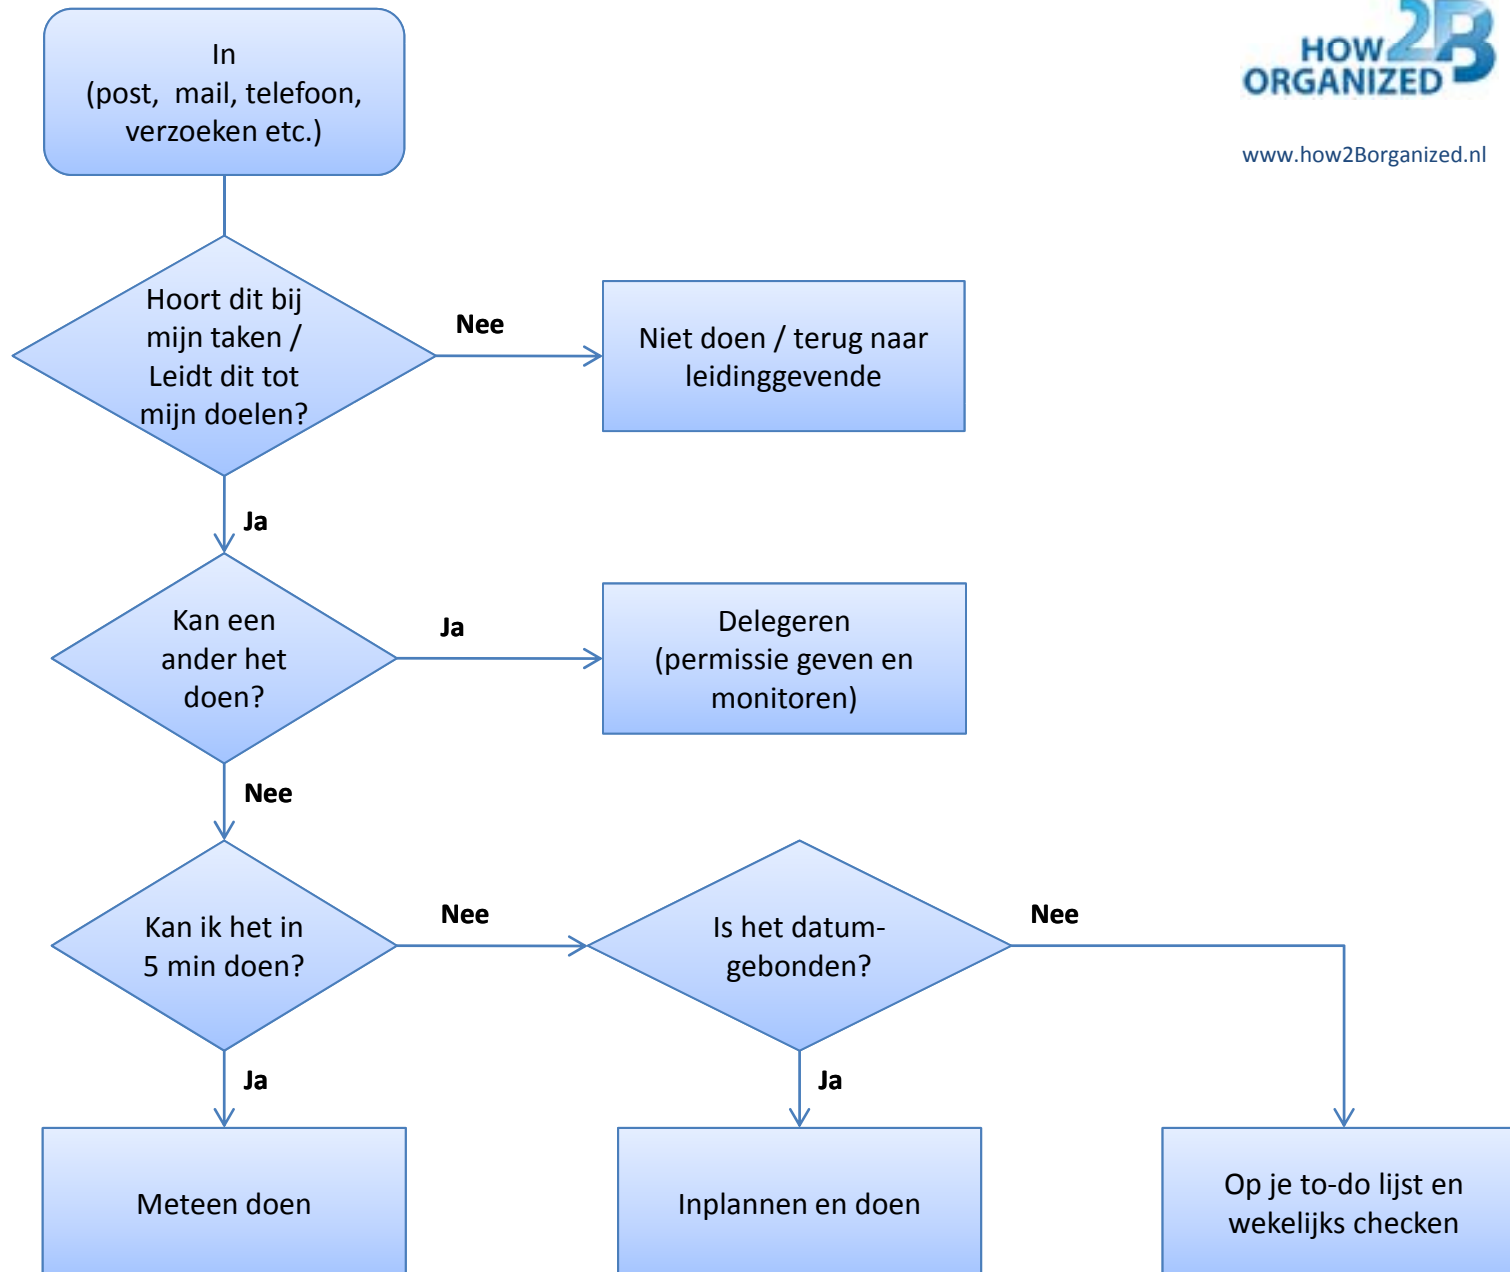 In
(post, mail, telefoon,
verzoeken etc.)
HOW 2B
ORGANIZED
www.how2Borganized.nl
Hoort dit bij
mijn taken /
Leidt dit tot
mijn doelen?
Nee
Niet doen / terug naar
leidinggevende
Ja
Kan een
ander het
doen?
Ja
Delegeren
(permissie geven en
monitoren)
Nee
Kan ik het in
5 min doen?
Nee
Is het datum-
gebonden?
Nee
Ja
Ja
Meteen doen
Inplannen en doen
Op je to-do lijst en
wekelijks checken